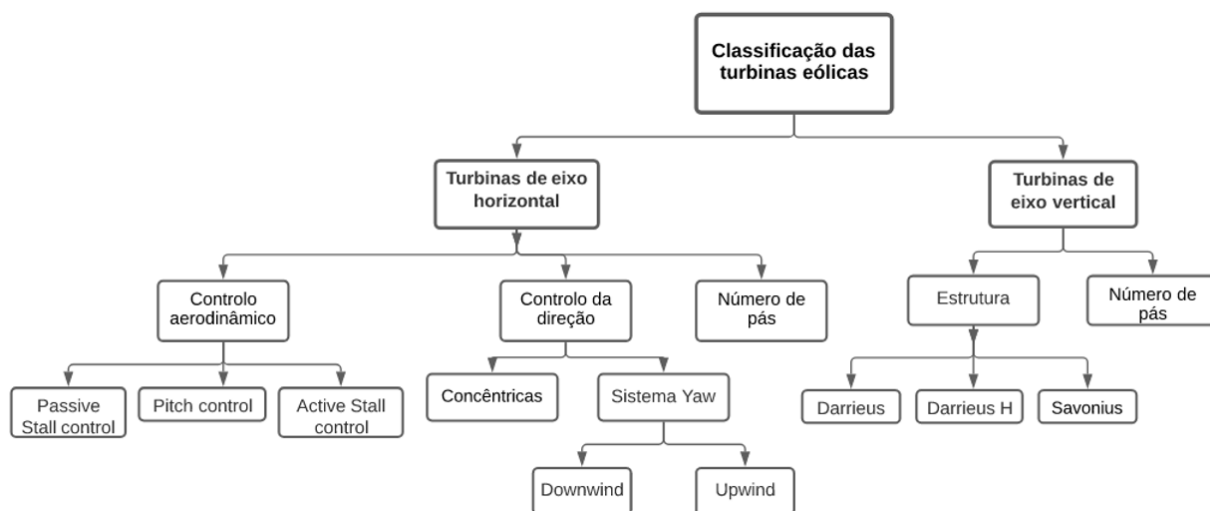 Classificação das
turbinas eólicas
Turbinas de eixo
horizontal
Turbinas de
eixo vertical
Controlo
aerodinâmico
Controlo da
direção
Número de
pás
Estrutura
Número de
pás
Passive
Stall control
Pitch control
Active Stall
control
Concêntricas
Sistema Yaw
Darrieus
Darrieus H
Savonius
Downwind
Upwind